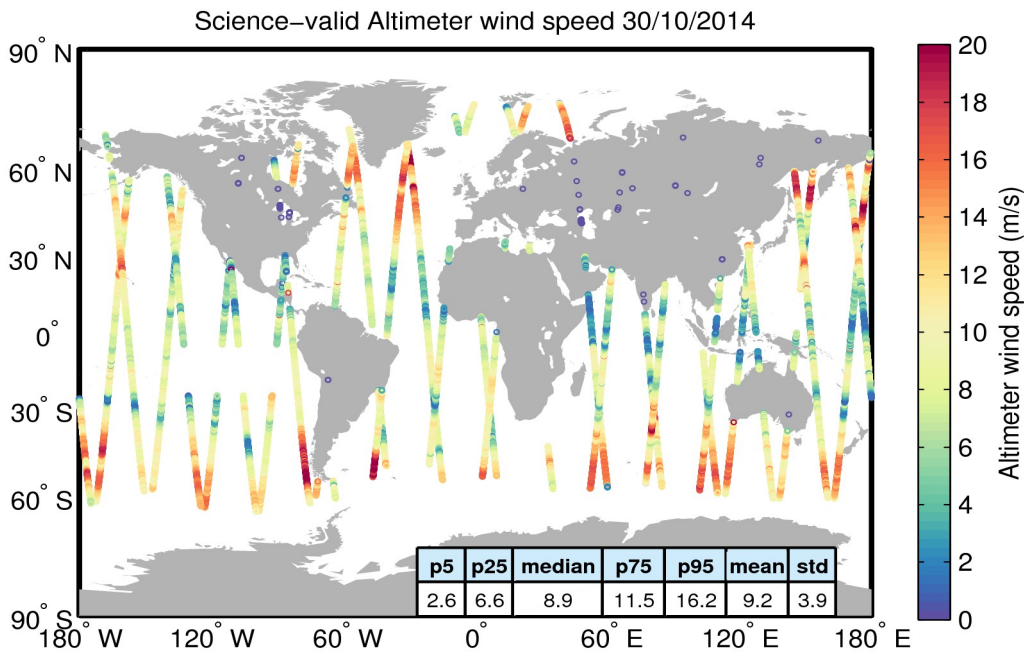 Science−valid Altimeter wind speed 30/10/2014
90° N
60° N
30° N
0°
30° S
60° S
90° S
180° W
120° W
60° W
0°
60° E
120° E
180° E
p5 p25 median p75 p95 mean std
2.6 6.6 8.9 11.5 16.2 9.2 3.9
20
18
16
14
12
10
8
6
4
2
0
Altimeter wind speed (m/s)